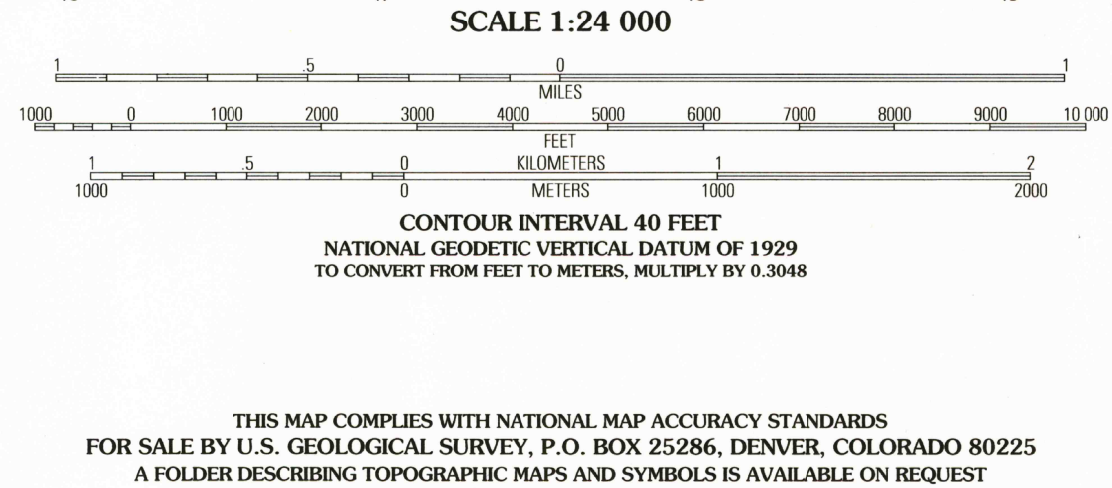 SCALE 1:24 000
1 .5 0 1
MILES
1000 0 1000 2000 3000 4000 5000 6000 7000 8000 9000 10 000
FEET
1 .5 0 KILOMETERS 1 2
1000 0 METERS 1000 2000
CONTOUR INTERVAL 40 FEET
NATIONAL GEODETIC VERTICAL DATUM OF 1929
TO CONVERT FROM FEET TO METERS, MULTIPLY BY 0.3048
THIS MAP COMPLIES WITH NATIONAL MAP ACCURACY STANDARDS
FOR SALE BY U.S. GEOLOGICAL SURVEY, P.O. BOX 25286, DENVER, COLORADO 80225
A FOLDER DESCRIBING TOPOGRAPHIC MAPS AND SYMBOLS IS AVAILABLE ON REQUEST